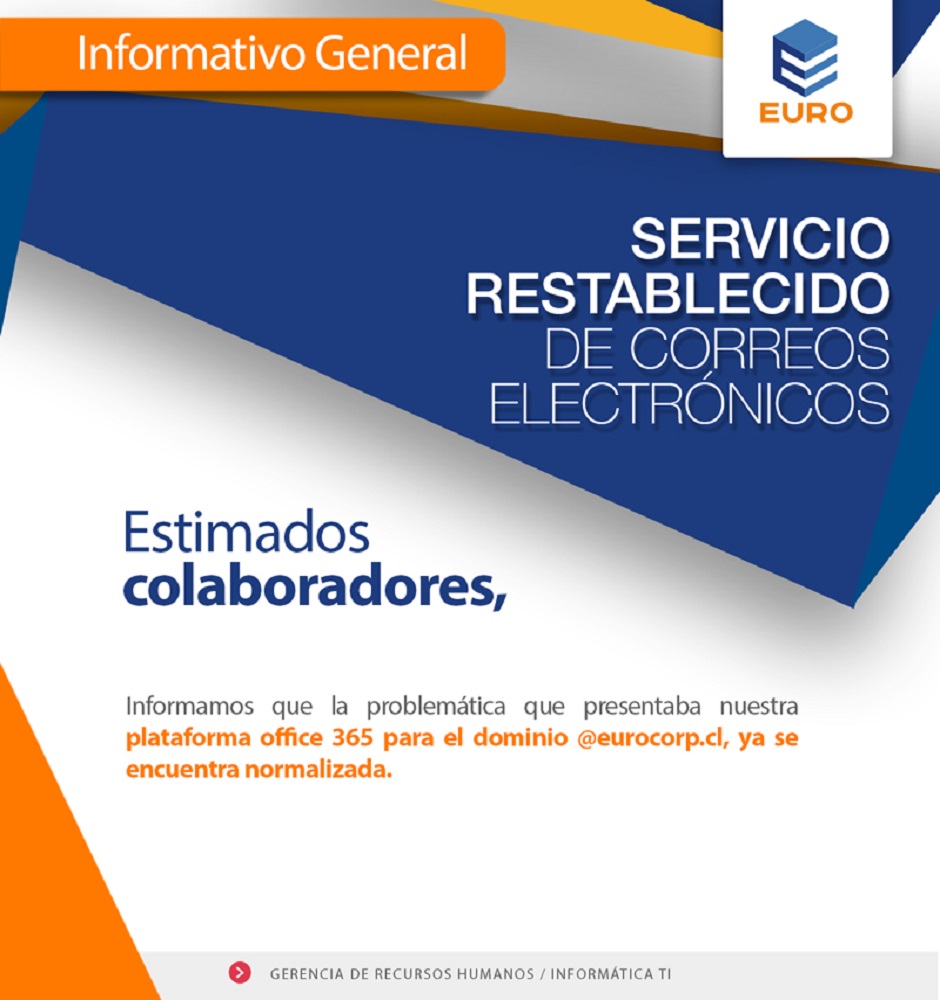 Informativo General
EURO
SERVICIO
RESTABLECIDO
DE CORREOS
ELECTRÓNICOS
Estimados
colaboradores,
Informamos que la problemática que presentaba nuestra
plataforma office 365 para el dominio @eurocorp.cl, ya se
encuentra normalizada.
GERENCIA DE RECURSOS HUMANOS / INFORMÁTICA TI